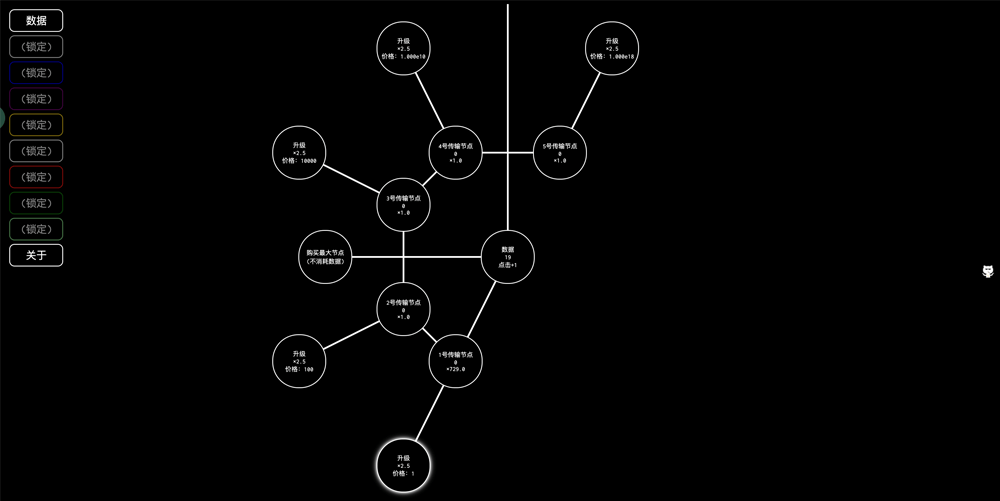 数据
（锁定）
（锁定）
（锁定）
（锁定）
（锁定）
（锁定）
（锁定）
（锁定）
关于
升级
×2.5
价格：1.000e10
升级
×2.5
价格：1.000e18
升级
×2.5
价格：10000
4号传输节点
0
×1.0
5号传输节点
0
×1.0
3号传输节点
0
×1.0
购买最大节点
（不消耗数据）
数据
19
点击+1
2号传输节点
0
×1.0
升级
×2.5
价格：100
1号传输节点
0
×729.0
升级
×2.5
价格：1